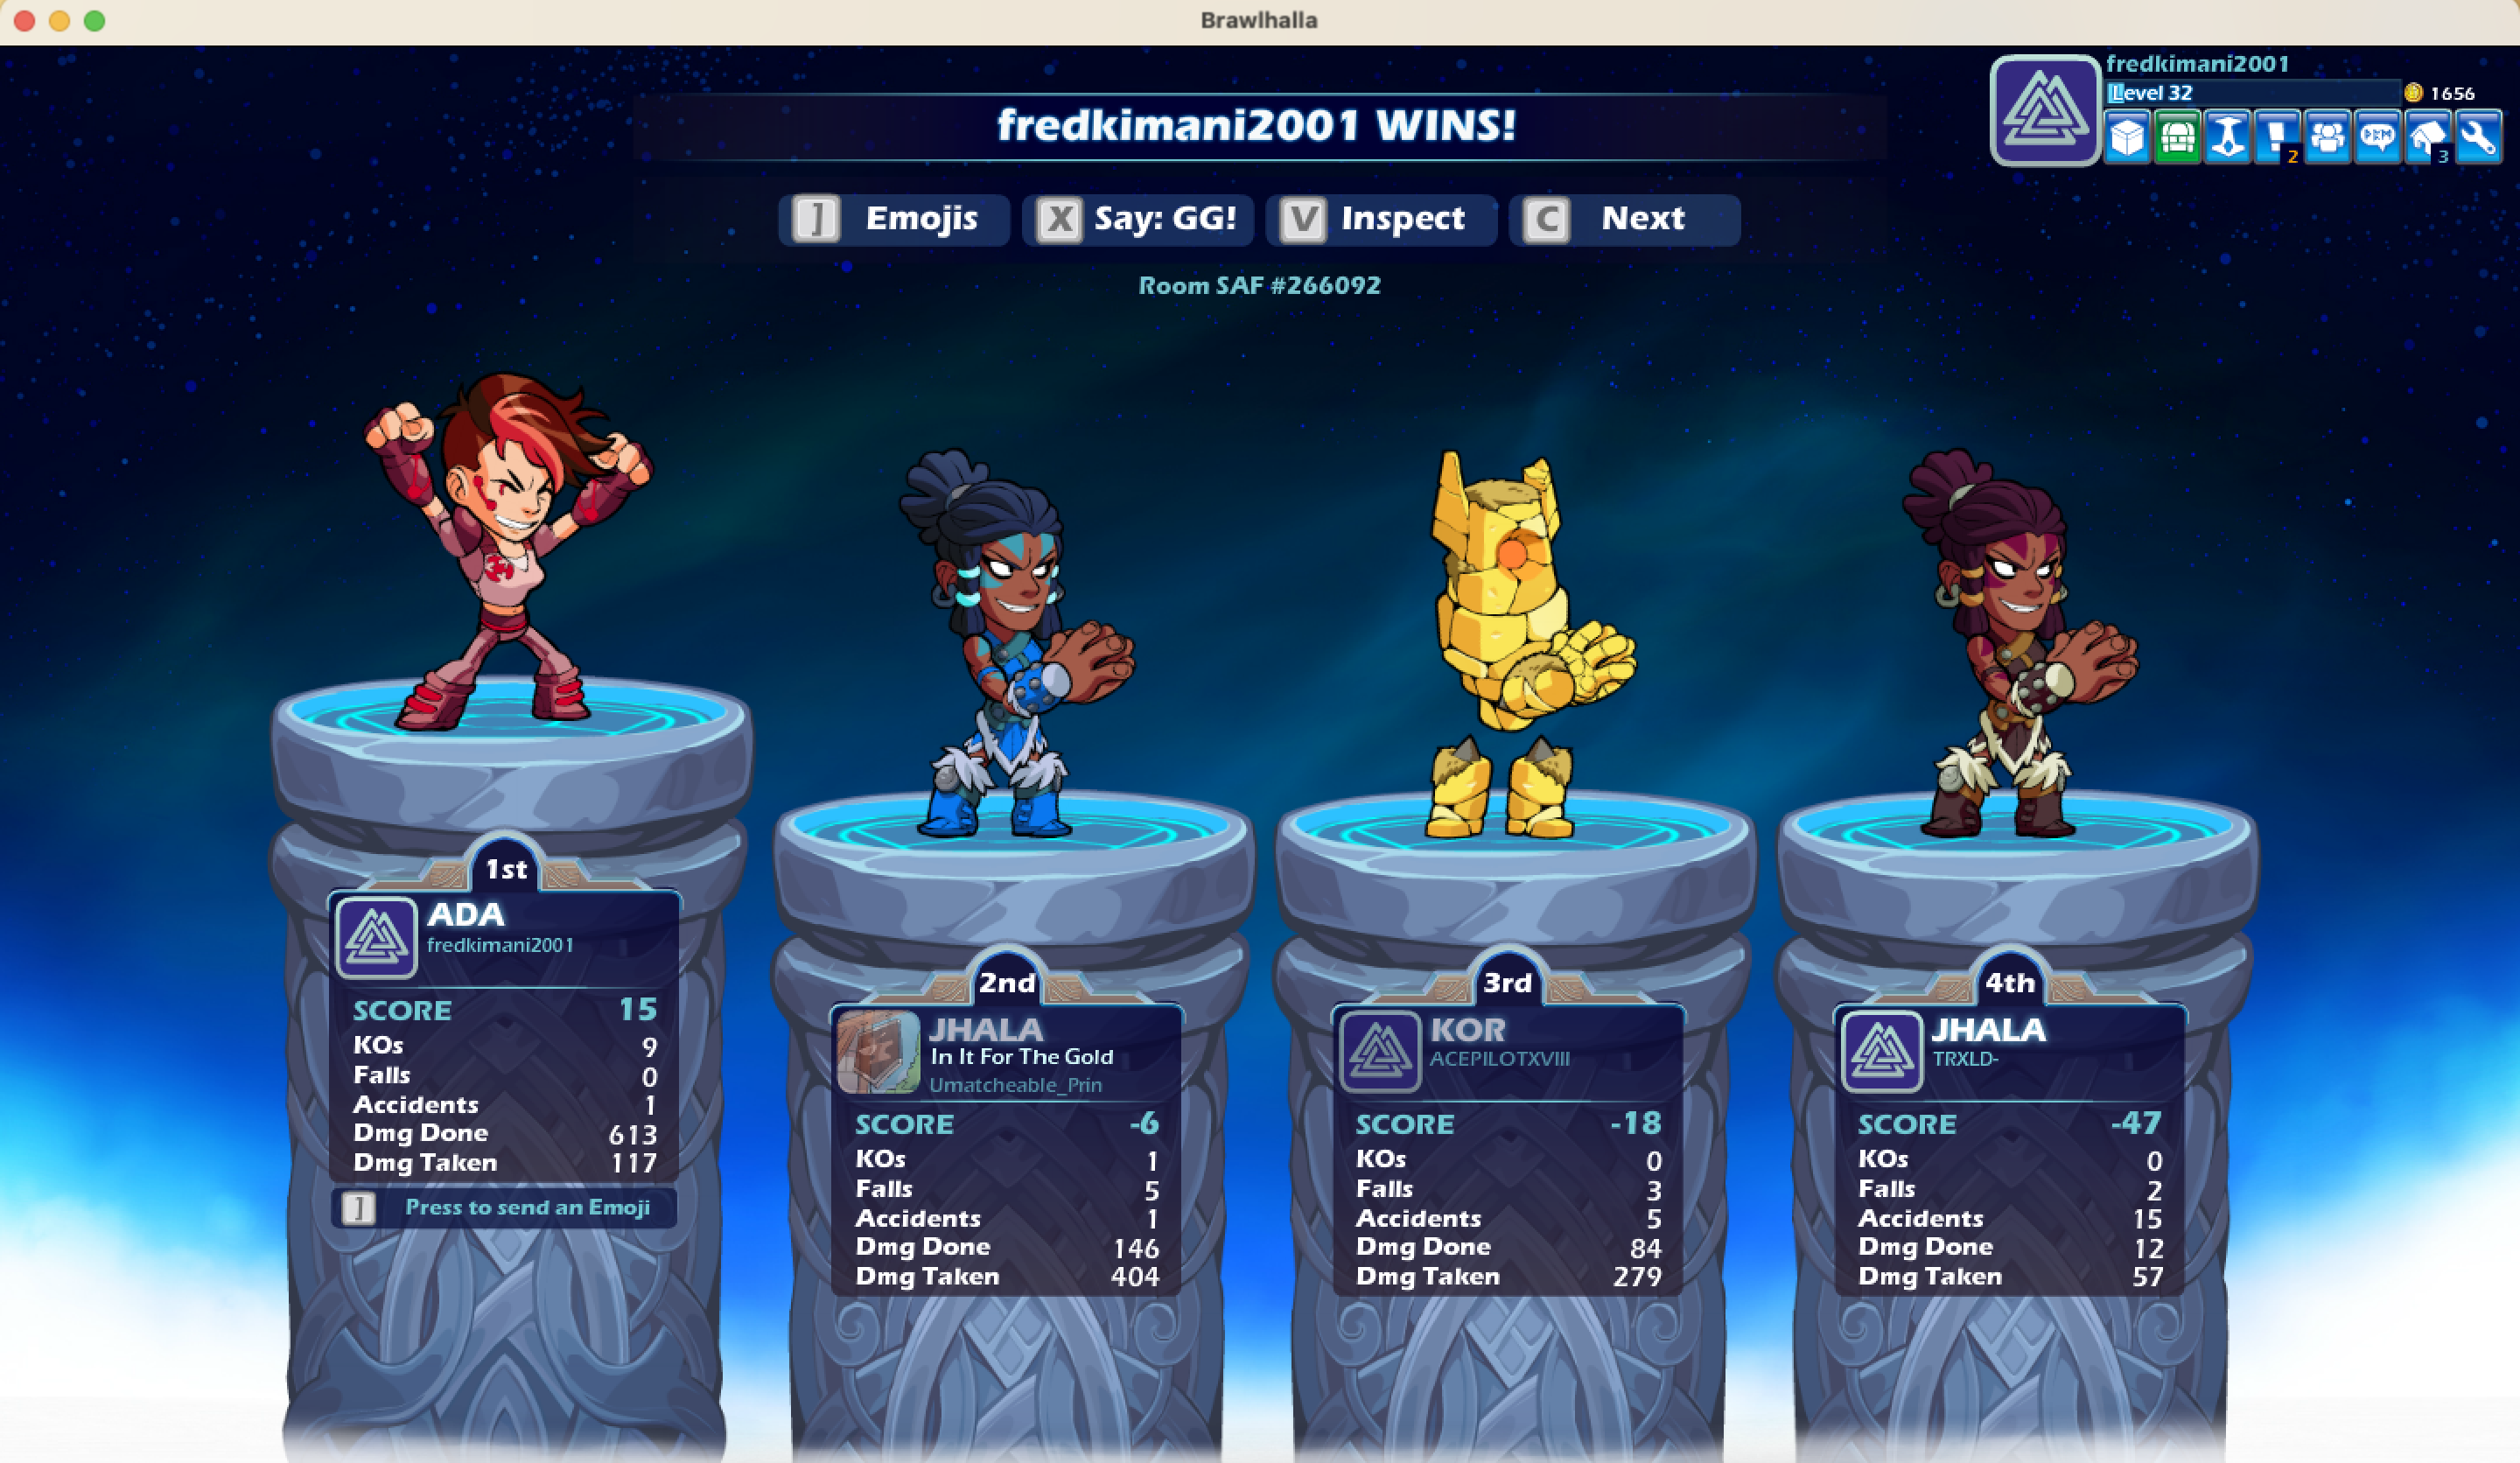 Brawlhalla
fredkimani2001
Level 32 1656
2 3
fredkimani2001 WINS!
] Emojis X Say: GG! V Inspect C Next
Room SAF #266092
1st
ADA
fredkimani2001
SCORE 15
KOs 9
Falls 0
Accidents 1
Dmg Done 613
Dmg Taken 117
] Press to send an Emoji
2nd
JHALA
In It For The Gold
Umatcheable_Prin
SCORE -6
KOs 1
Falls 5
Accidents 1
Dmg Done 146
Dmg Taken 404
3rd
KOR
ACEPILOTXVIII
SCORE -18
KOs 0
Falls 3
Accidents 5
Dmg Done 84
Dmg Taken 279
4th
JHALA
TRXLD-
SCORE -47
KOs 0
Falls 2
Accidents 15
Dmg Done 12
Dmg Taken 57